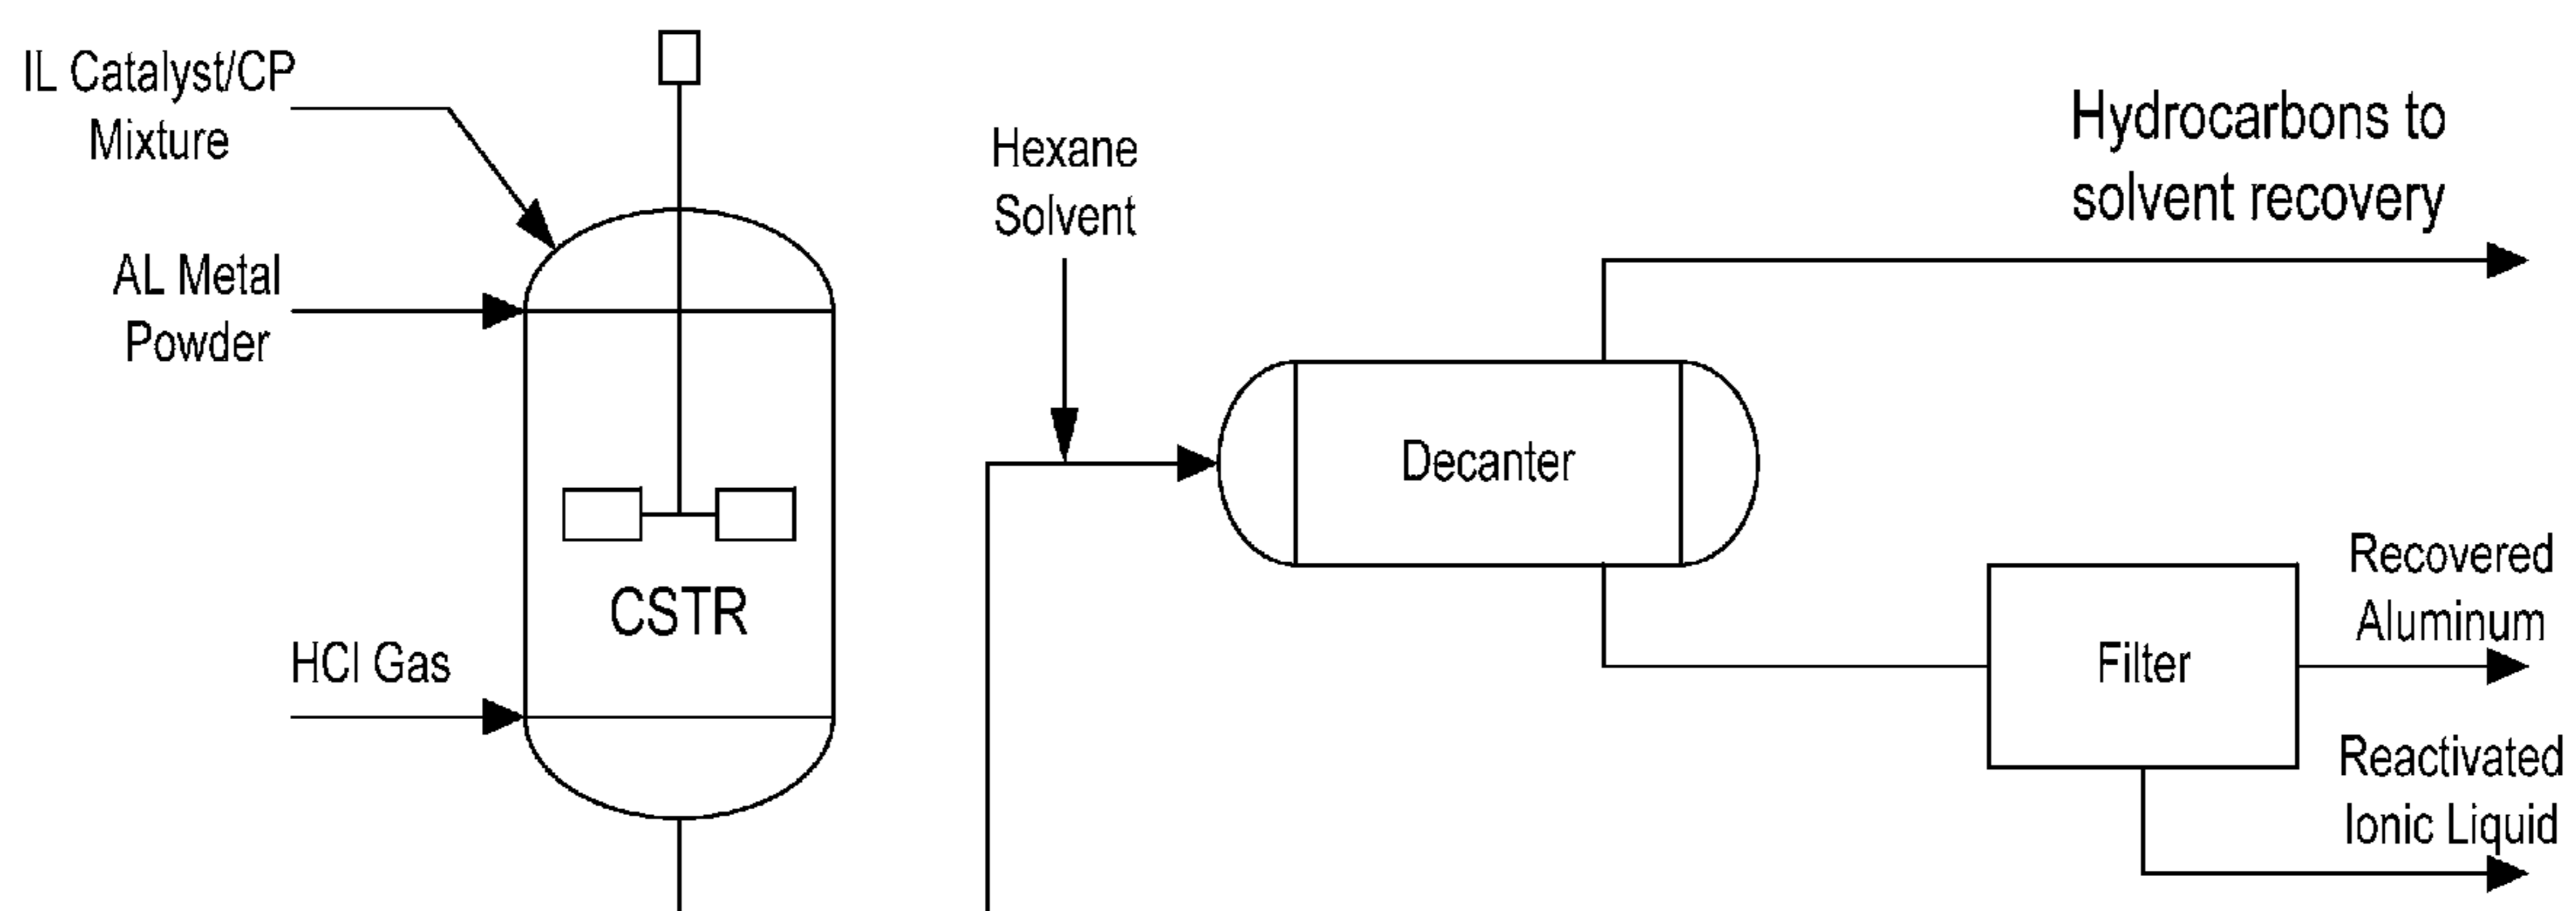 IL Catalyst/CP
Mixture
AL Metal
Powder
HCl Gas
CSTR
Hexane
Solvent
Decanter
Hydrocarbons to
solvent recovery
Filter
Recovered
Aluminum
Reactivated
Ionic Liquid